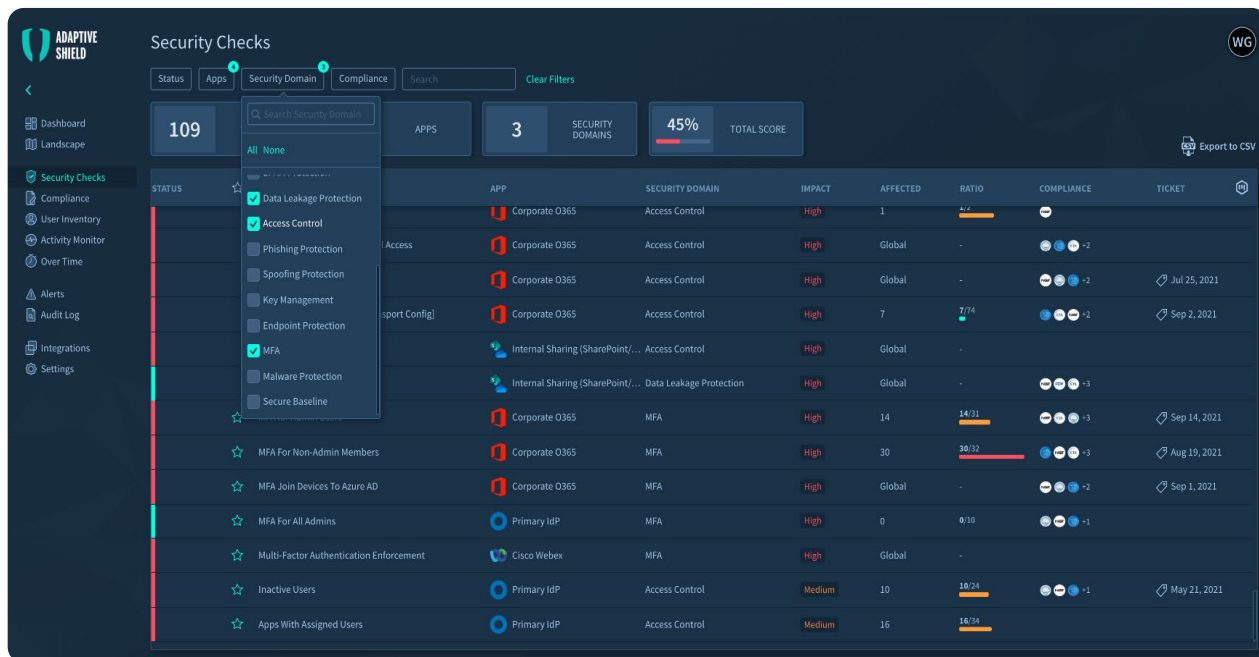 ADAPTIVE
SHIELD
WG
Security Checks
4
3
Status Apps Security Domain Compliance Search Clear Filters
Dashboard
Landscape
Security Checks
Compliance
User Inventory
Activity Monitor
Over Time
Alerts
Audit Log
Integrations
Settings
109
APPS
3 SECURITY DOMAINS
45% TOTAL SCORE
CSV Export to CSV
Search Security Domain
All None
Data Leakage Protection
Access Control
Phishing Protection
Spoofing Protection
Key Management
Endpoint Protection
MFA
Malware Protection
Secure Baseline
STATUS APP SECURITY DOMAIN IMPACT AFFECTED RATIO COMPLIANCE TICKET
Corporate O365 Access Control High 1 1/2
Access Corporate O365 Access Control High Global - +2
Corporate O365 Access Control High Global - +2 Jul 25, 2021
sport Config] Corporate O365 Access Control High 7 7/74 +2 Sep 2, 2021
Internal Sharing (SharePoint/... Access Control High Global -
Internal Sharing (SharePoint/... Data Leakage Protection High Global - +3
Corporate O365 MFA High 14 14/31 +3 Sep 14, 2021
MFA For Non-Admin Members Corporate O365 MFA High 30 30/32 +3 Aug 19, 2021
MFA Join Devices To Azure AD Corporate O365 MFA High Global - +2 Sep 1, 2021
MFA For All Admins Primary IdP MFA High 0 0/10 +1
Multi-Factor Authentication Enforcement Cisco Webex MFA High Global -
Inactive Users Primary IdP Access Control Medium 10 10/24 +1 May 21, 2021
Apps With Assigned Users Primary IdP Access Control Medium 16 16/34